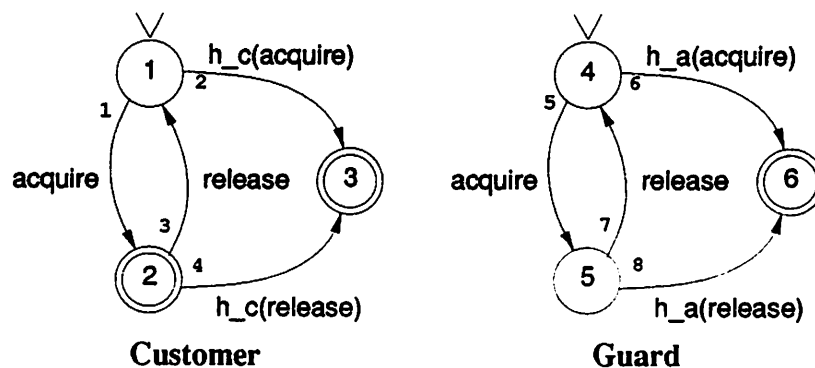 1
h_c(acquire)
1
2
acquire
release
3
3
2
4
h_c(release)
Customer
4
h_a(acquire)
5
6
acquire
release
6
7
5
8
h_a(release)
Guard